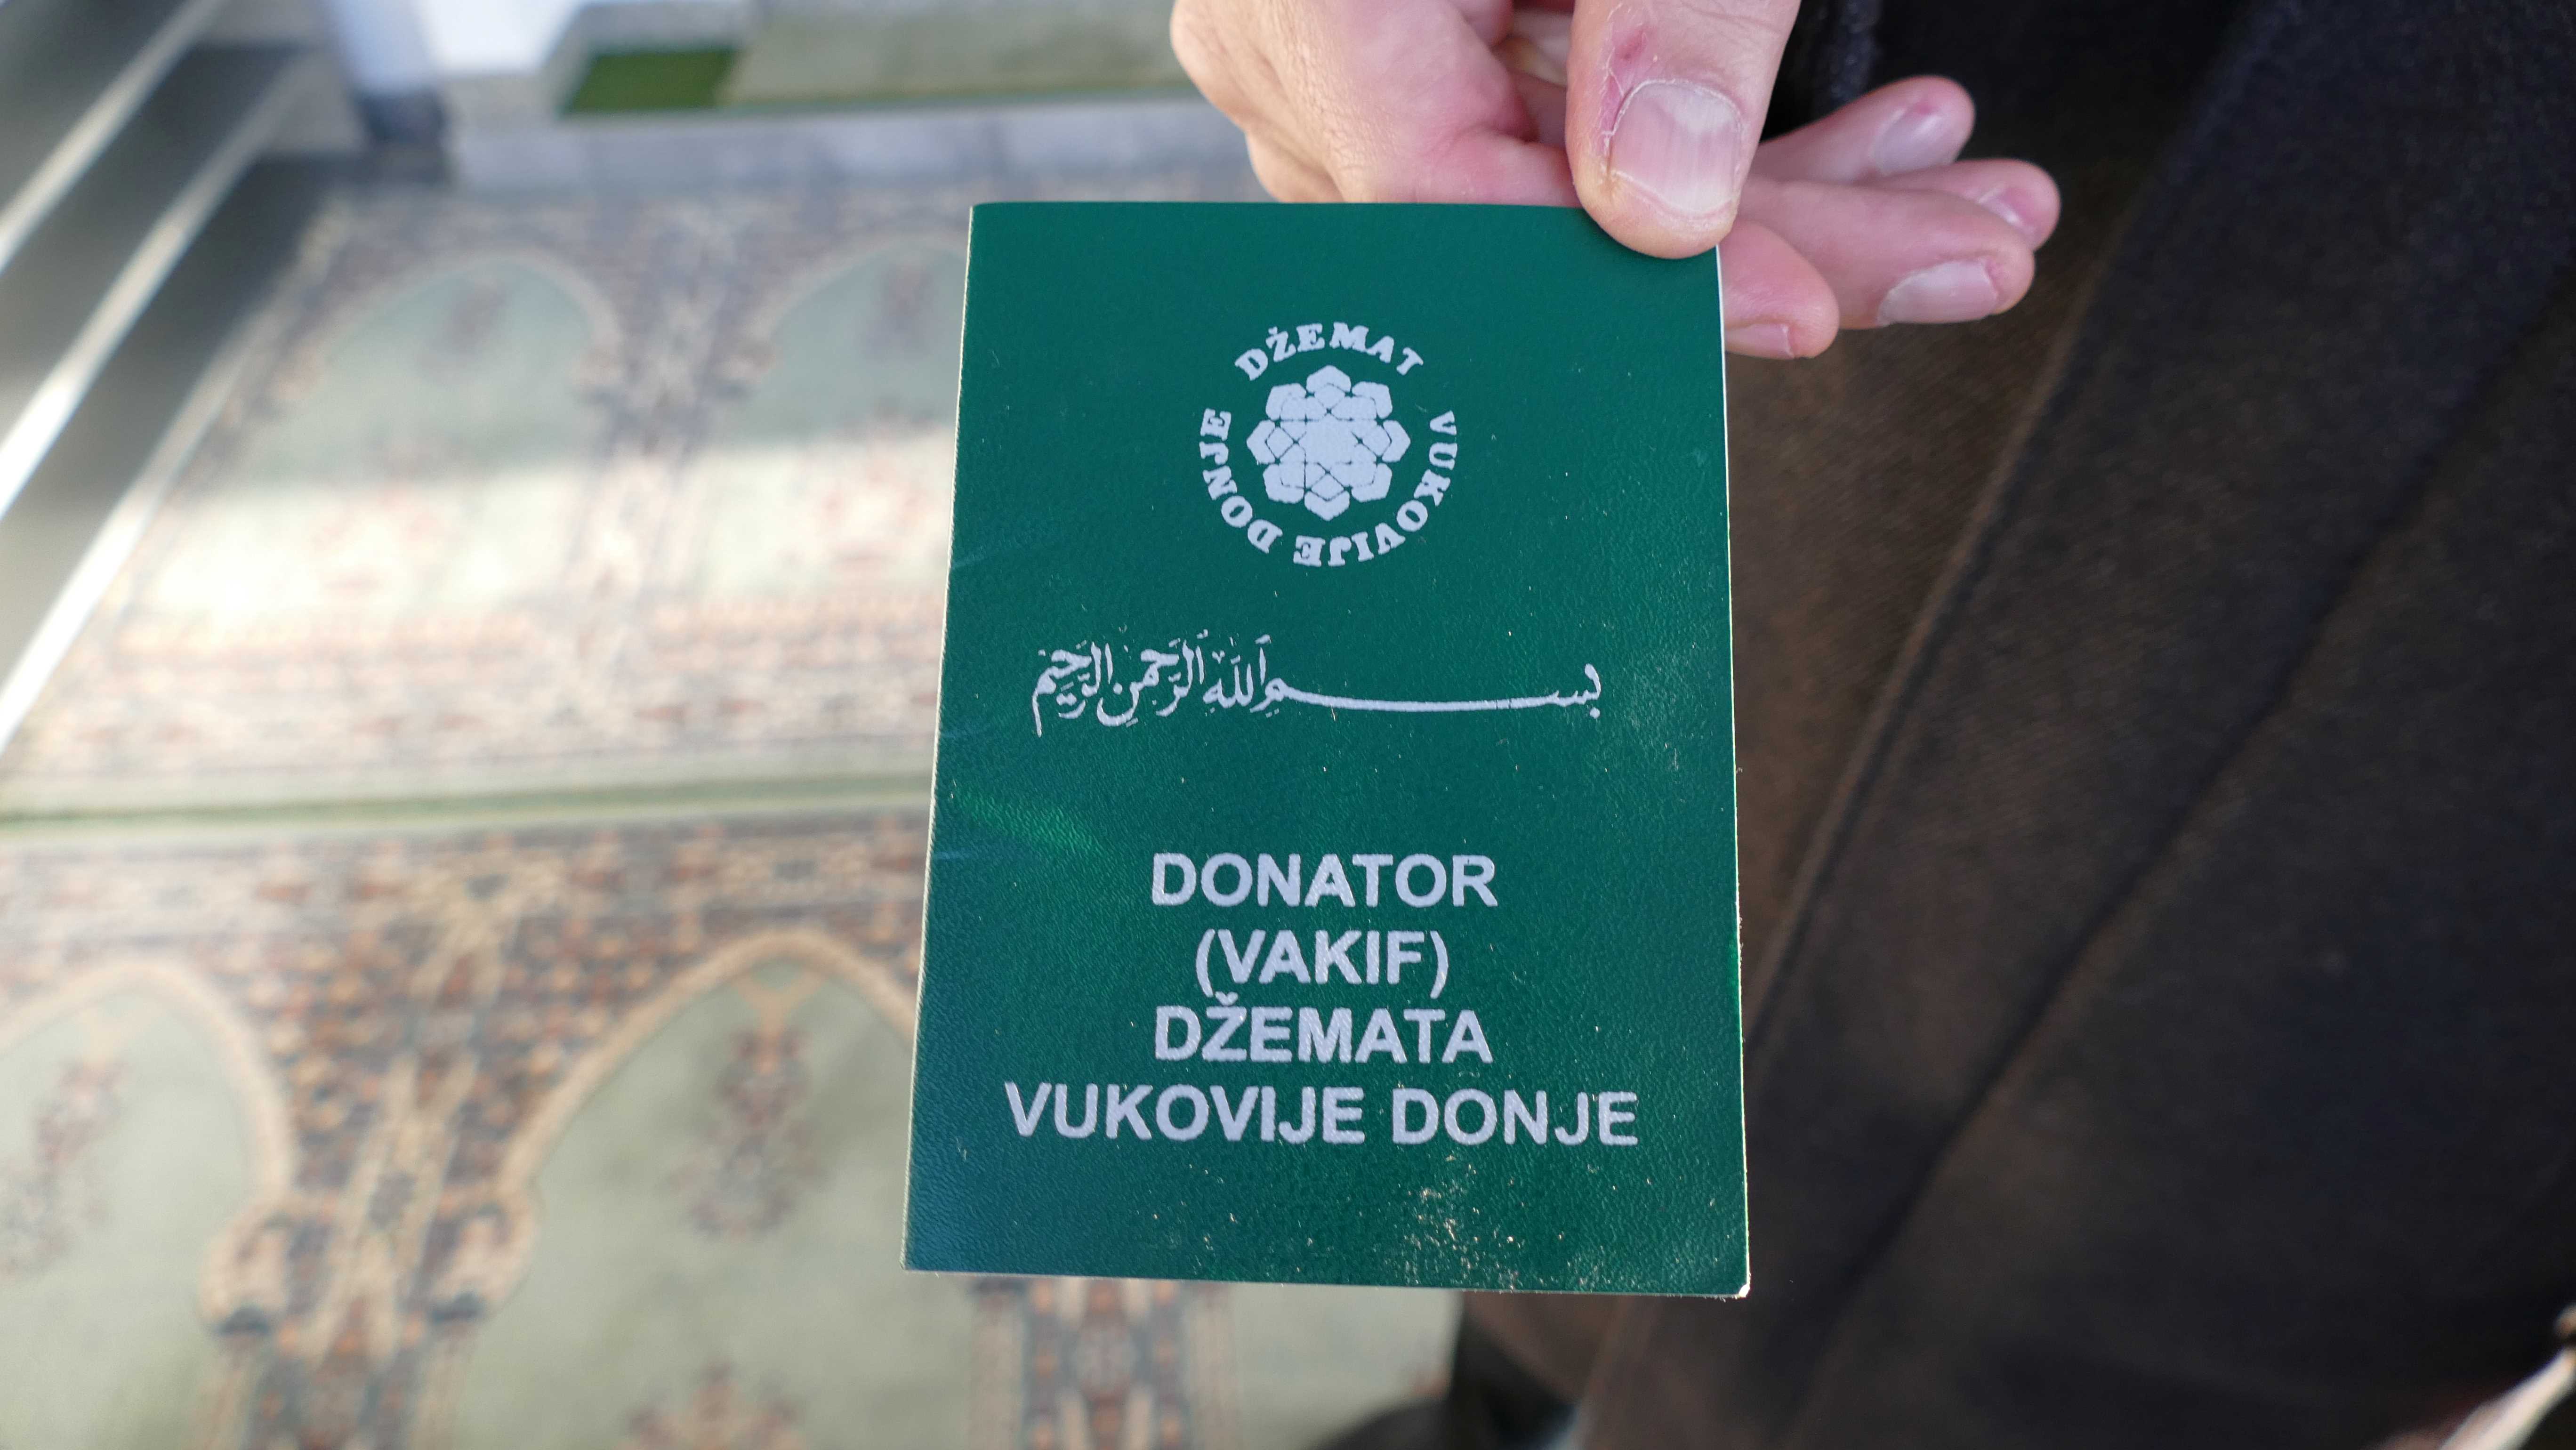 DŽEMAT VUKOVIJE DONJE
بسم الله الرحمن الرحيم
DONATOR
(VAKIF)
DŽEMATA
VUKOVIJE DONJE